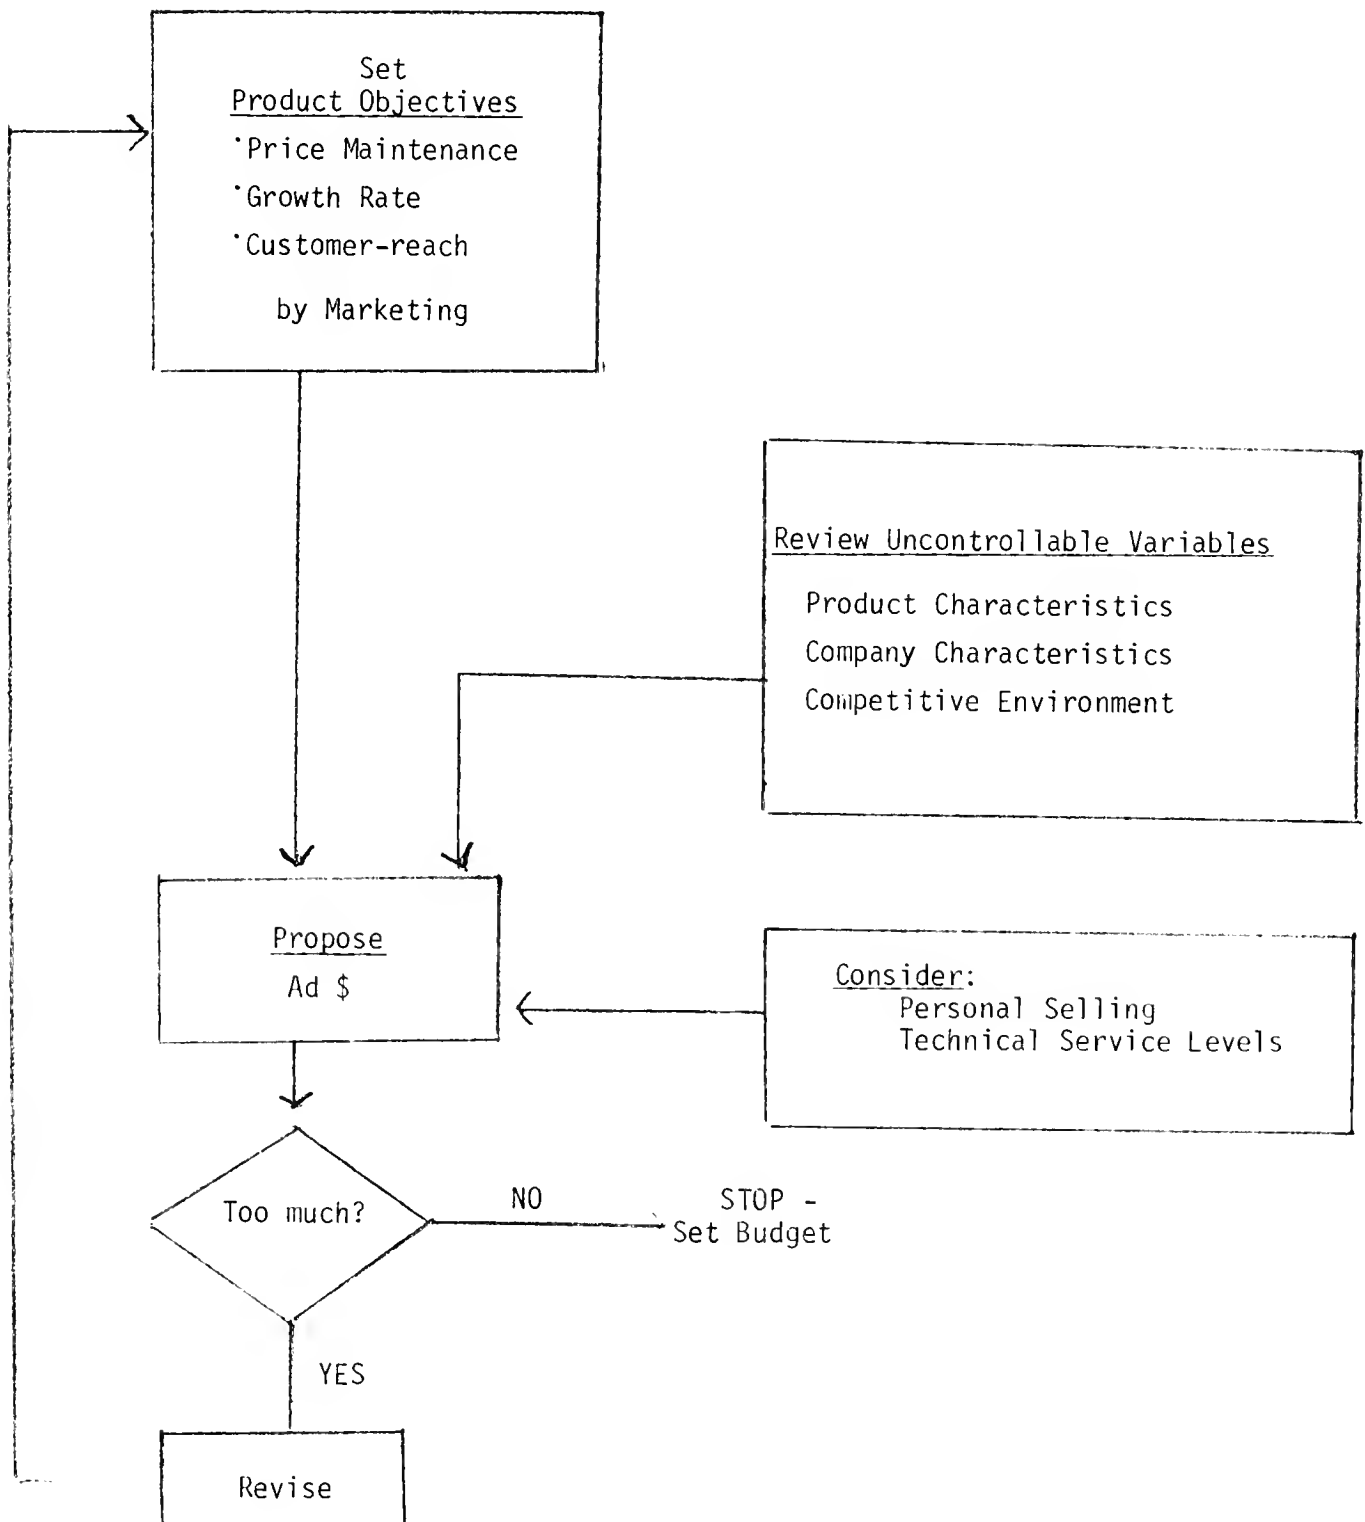 Set
Product Objectives
·Price Maintenance
·Growth Rate
·Customer-reach
by Marketing
Review Uncontrollable Variables
Product Characteristics
Company Characteristics
Competitive Environment
Propose
Ad $
Consider:
Personal Selling
Technical Service Levels
Too much?
NO
STOP -
Set Budget
YES
Revise